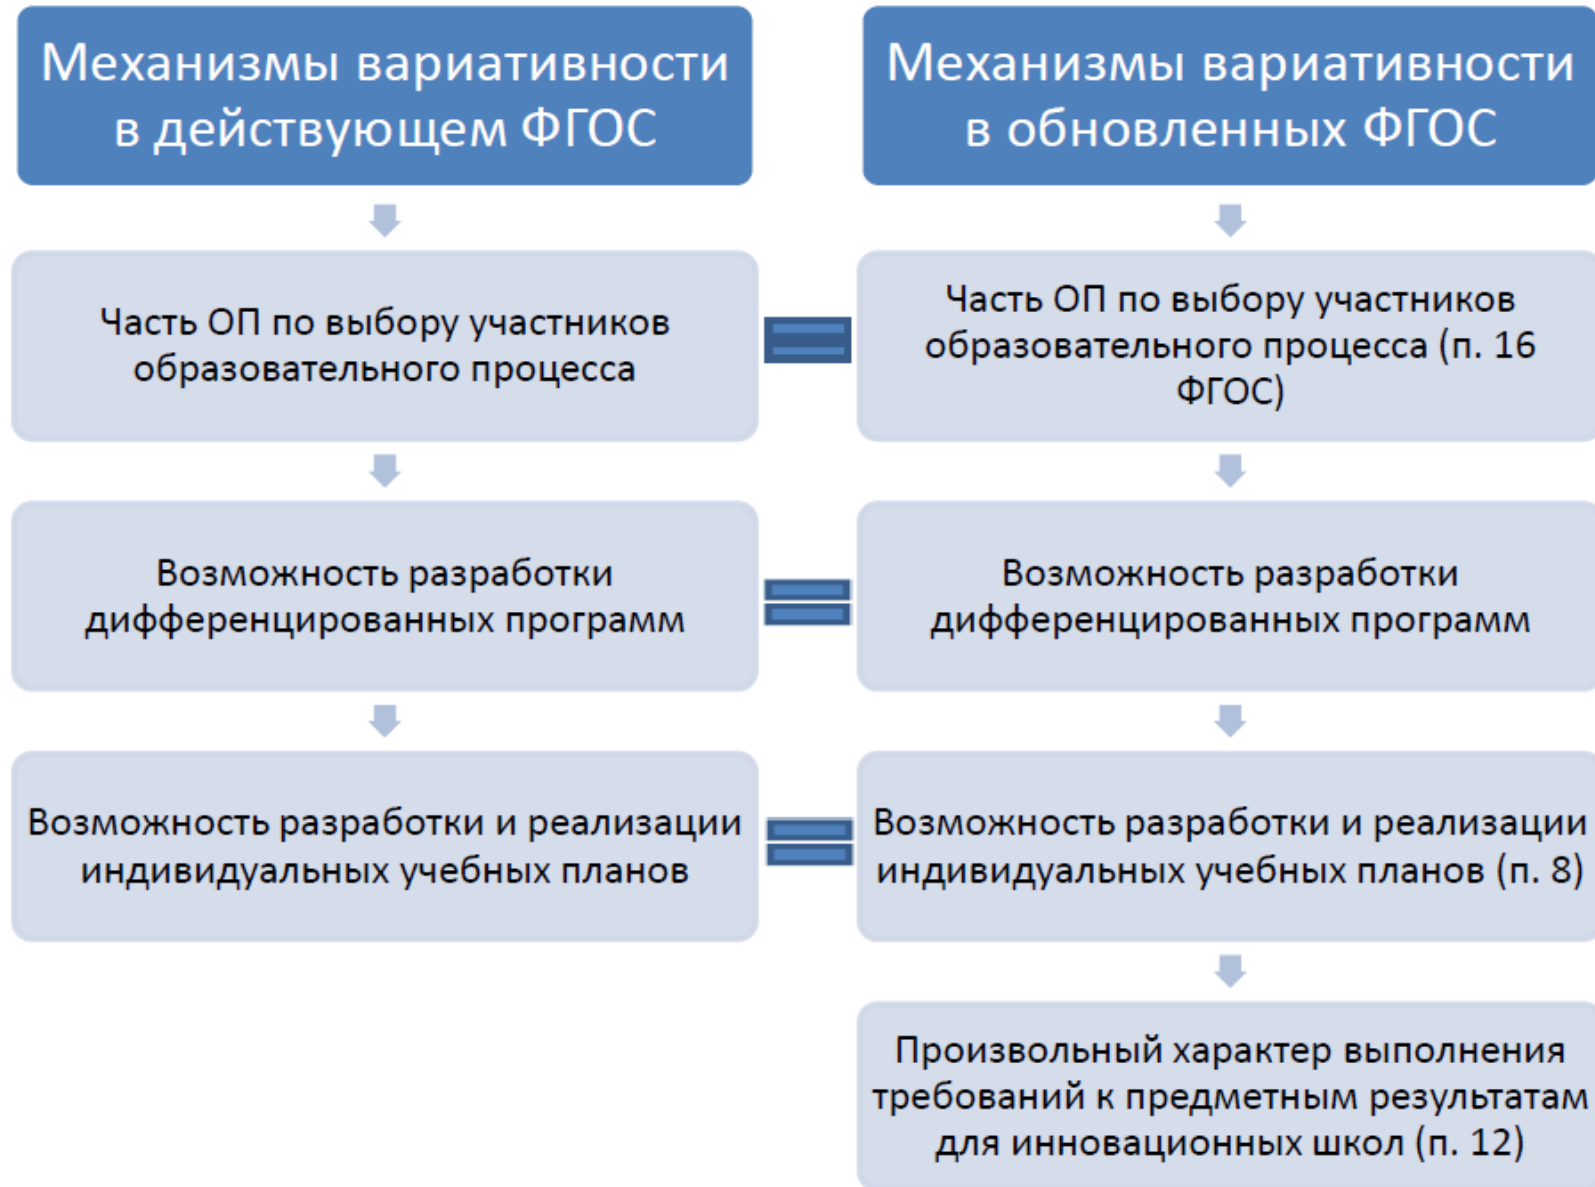 Механизмы вариативности
в действующем ФГОС
Часть ОП по выбору участников
образовательного процесса
Возможность разработки
дифференцированных программ
Возможность разработки и реализации
индивидуальных учебных планов
Механизмы вариативности
в обновленных ФГОС
Часть ОП по выбору участников
образовательного процесса (п. 16
ФГОС)
Возможность разработки
дифференцированных программ
Возможность разработки и реализации
индивидуальных учебных планов (п. 8)
Произвольный характер выполнения
требований к предметным результатам
для инновационных школ (п. 12)